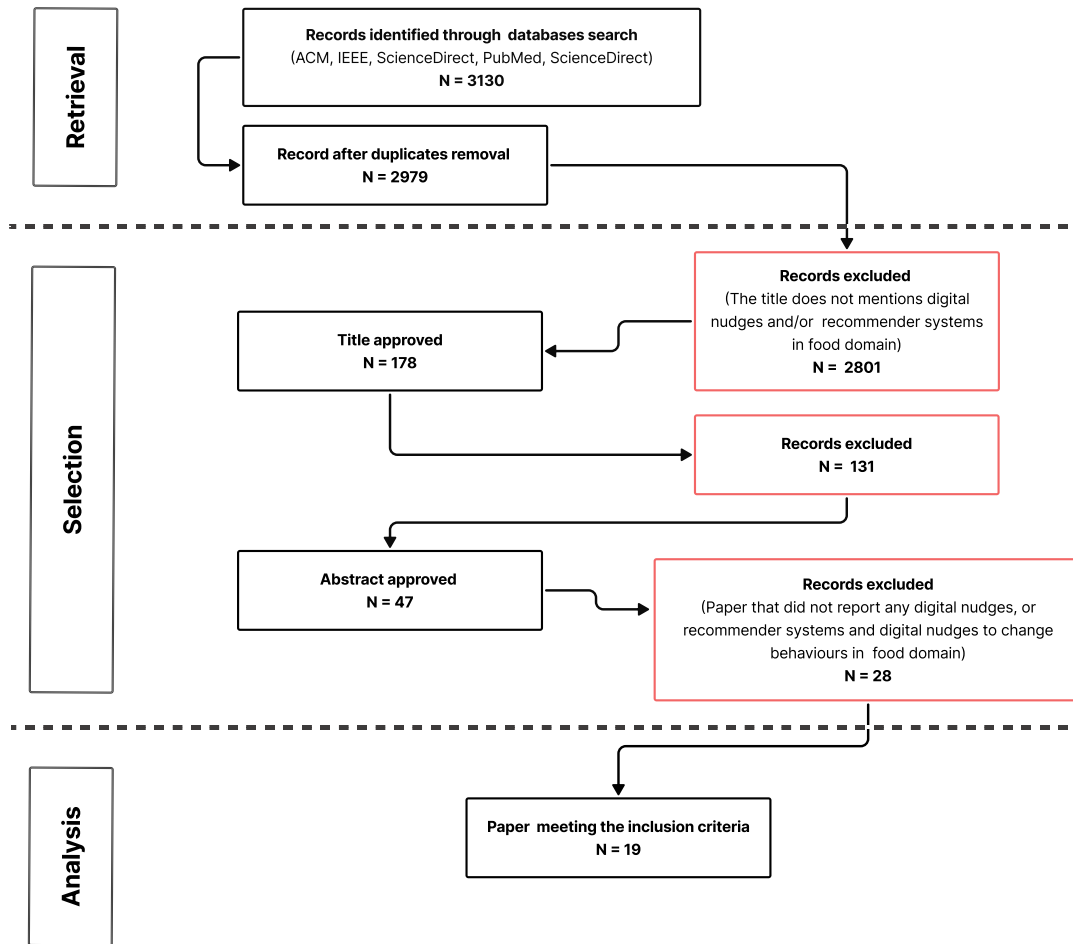 Retrieval
Records identified through databases search
(ACM, IEEE, ScienceDirect, PubMed, ScienceDirect)
N = 3130
Record after duplicates removal
N = 2979
Selection
Records excluded
(The title does not mentions digital
nudges and/or recommender systems
in food domain)
N = 2801
Title approved
N = 178
Records excluded
N = 131
Abstract approved
N = 47
Records excluded
(Paper that did not report any digital nudges, or
recommender systems and digital nudges to change
behaviours in food domain)
N = 28
Analysis
Paper meeting the inclusion criteria
N = 19